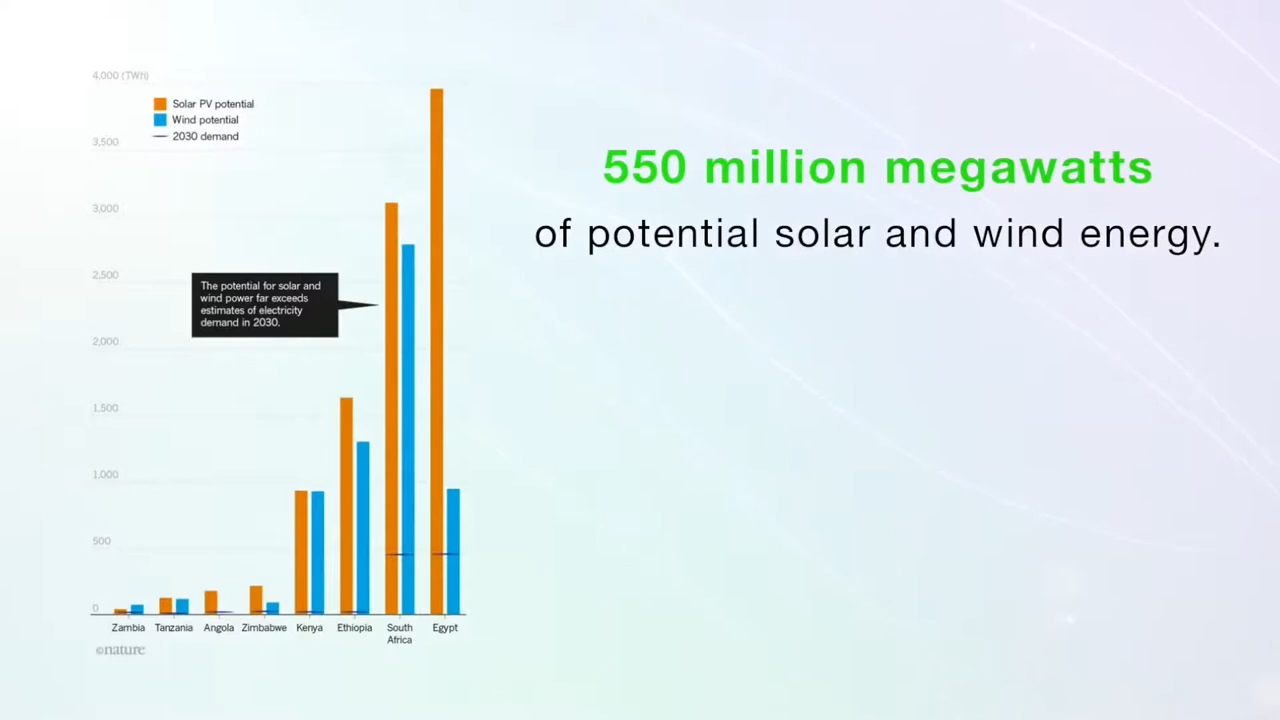 4,000 (TWh)
Solar PV potential
Wind potential
2030 demand
3,500
3,000
2,500
2,000
1,500
1,000
500
0
The potential for solar and
wind power far exceeds
estimates of electricity
demand in 2030.
Zambia Tanzania Angola Zimbabwe Kenya Ethiopia South Egypt
Africa
©nature
550 million megawatts
of potential solar and wind energy.